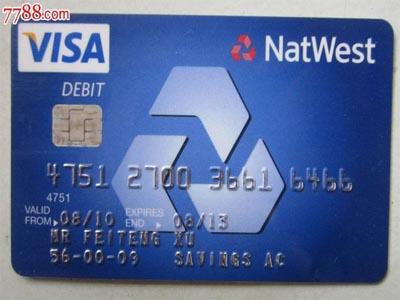 7788.com
VISA
NatWest
DEBIT
4751 2700 3661 6466
4751
VALID FROM 08/10 EXPIRES END 08/13
MR FEITENG XU
56-00-09 SAVINGS AC